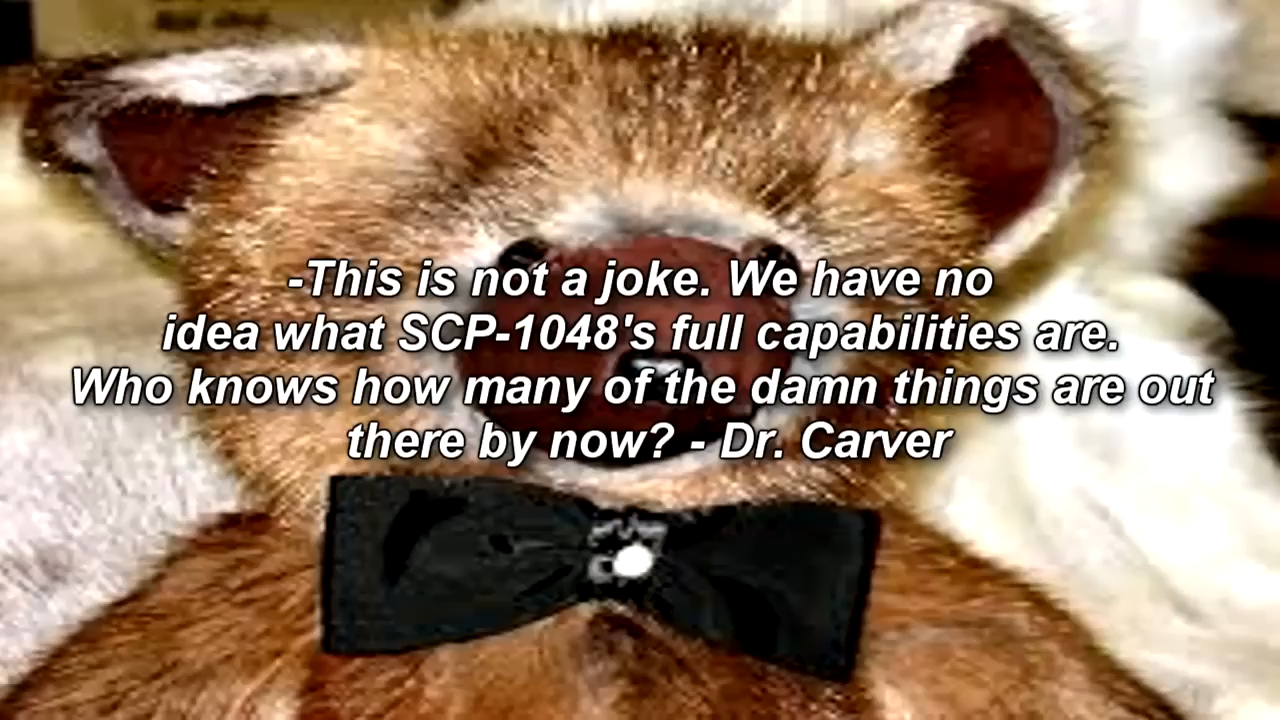 -This is not a joke. We have no
idea what SCP-1048's full capabilities are.
Who knows how many of the damn things are out
there by now? - Dr. Carver